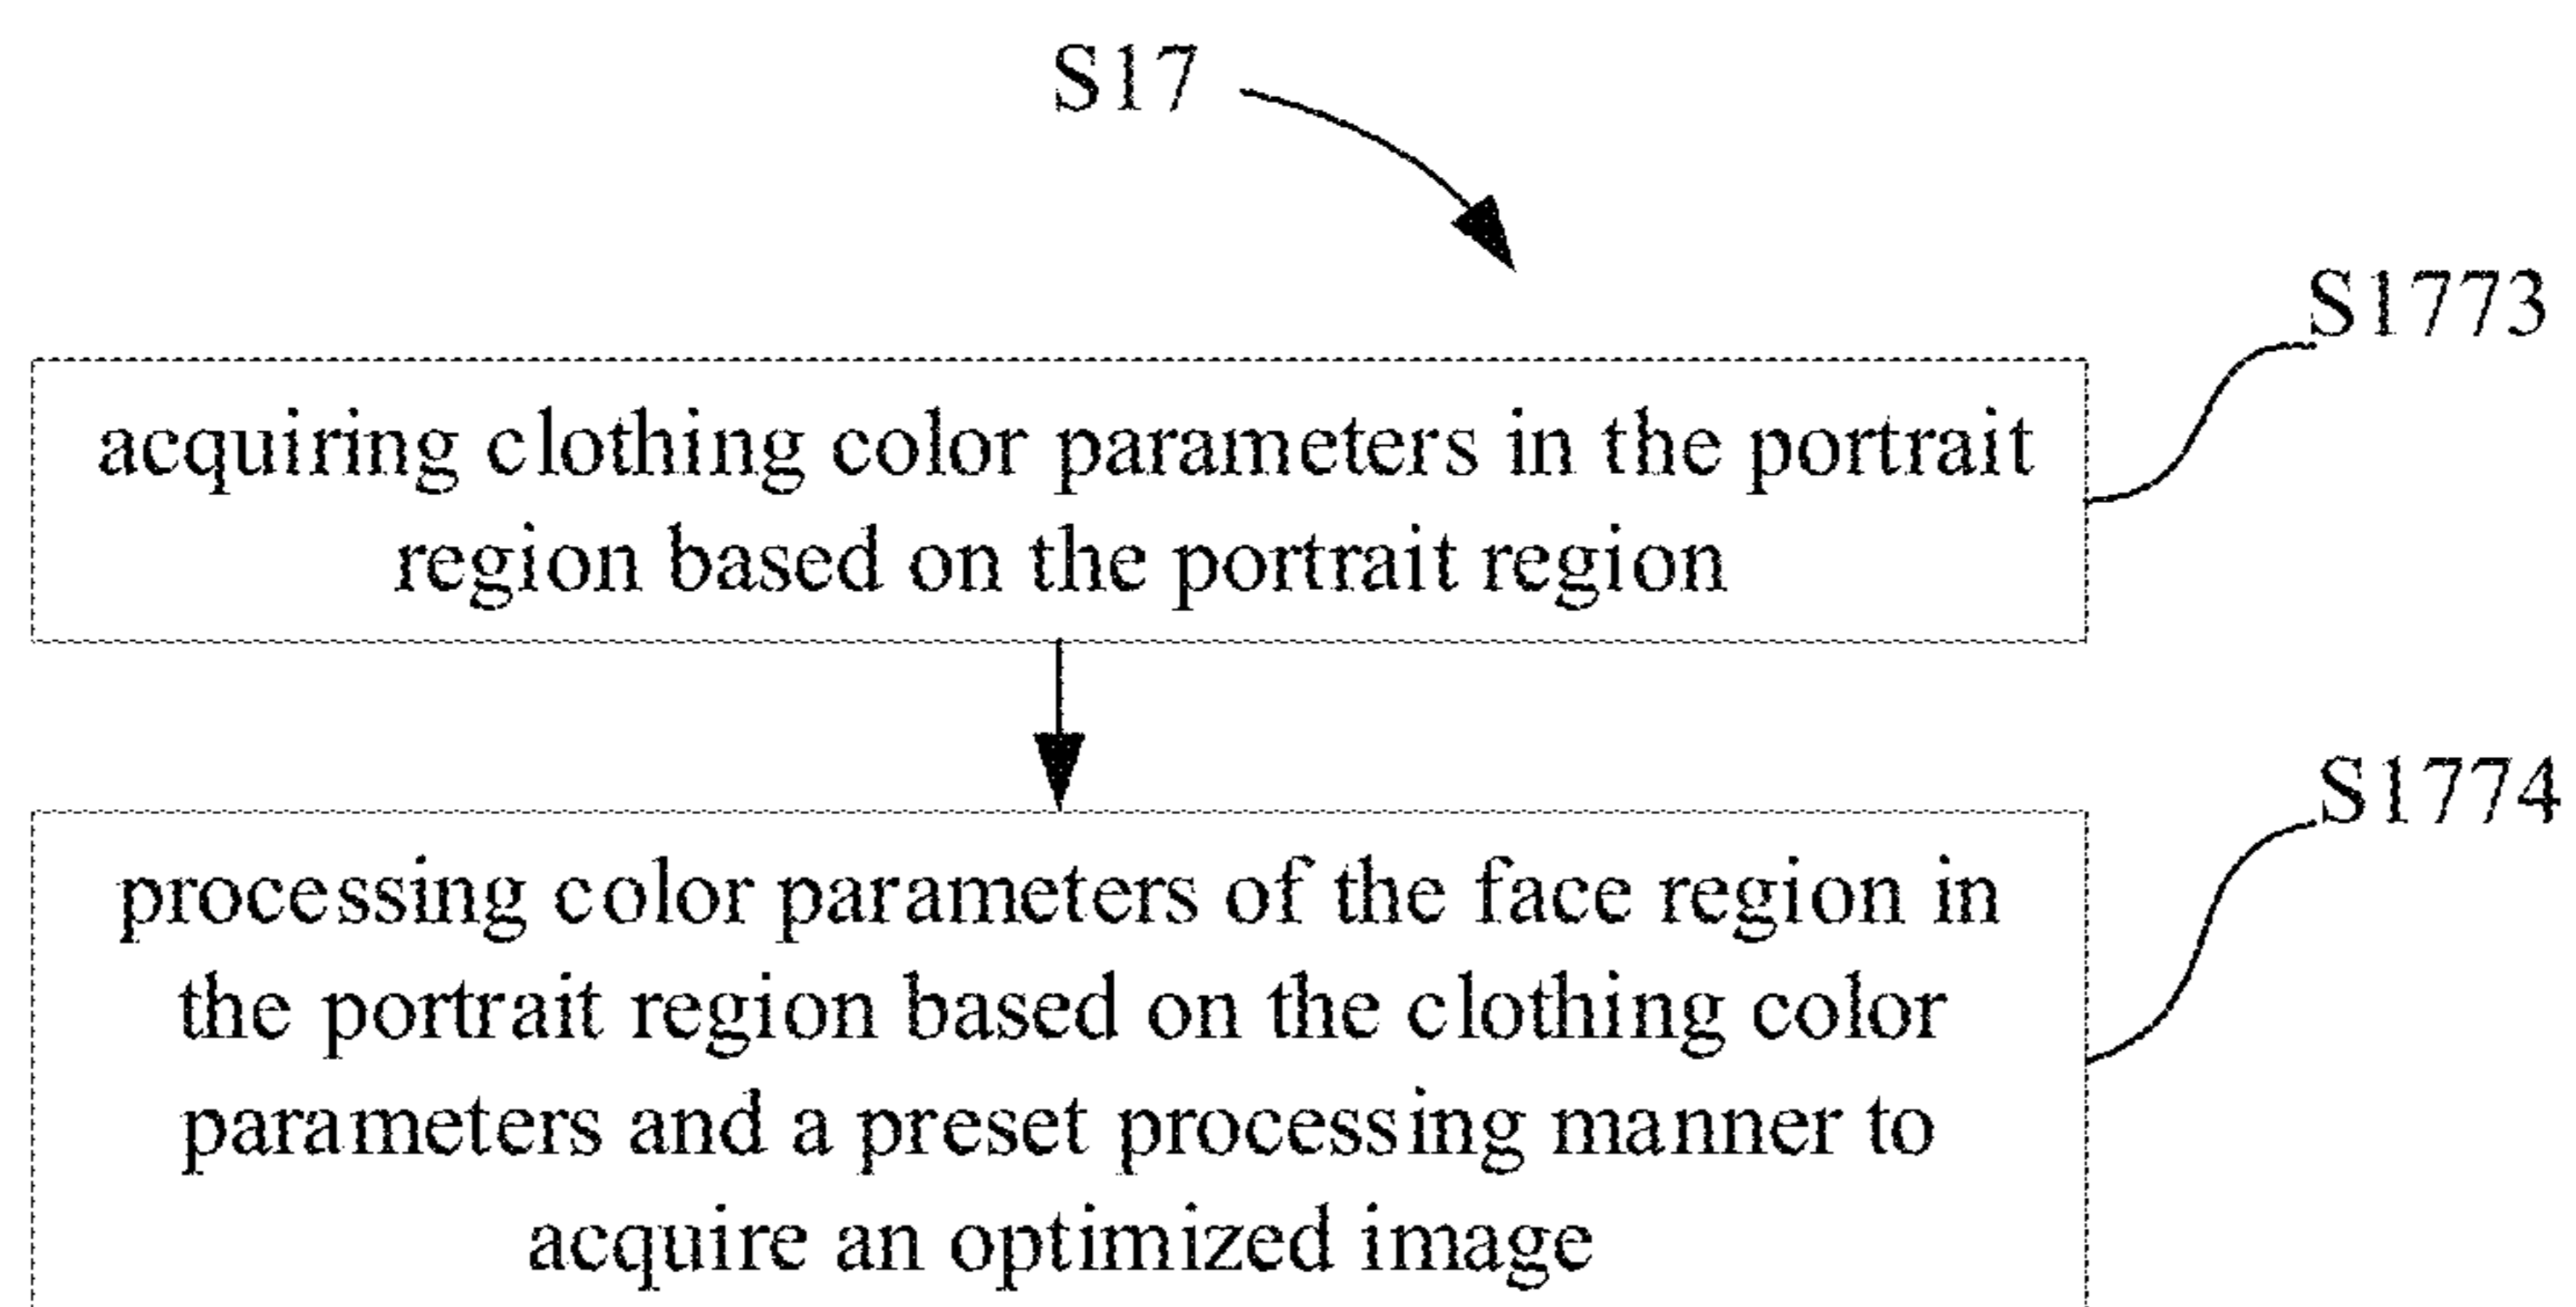 S17
S1773
acquiring clothing color parameters in the portrait
region based on the portrait region
S1774
processing color parameters of the face region in
the portrait region based on the clothing color
parameters and a preset processing manner to
acquire an optimized image